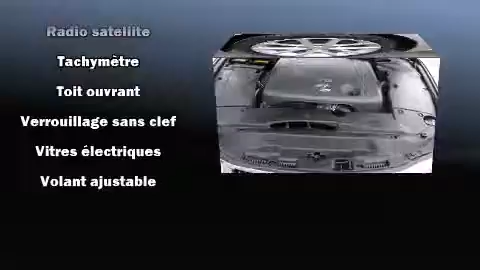 Radio satellite
Tachymètre
Toit ouvrant
Verrouillage sans clef
Vitres électriques
Volant ajustable